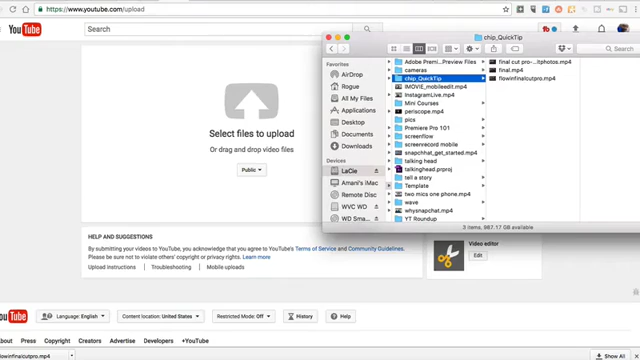 https://www.youtube.com/upload
YouTube
Search
Select files to upload
Or drag and drop video files
Public
HELP AND SUGGESTIONS
By submitting your videos to YouTube, you acknowledge that you agree to YouTube's Terms of Service and Community Guidelines.
Please be sure not to violate others' copyright or privacy rights. Learn more
Upload instructions Troubleshooting Mobile uploads
Video editor
Edit
chip_QuickTip
Search
Favorites
AirDrop
Rogue
All My Files
Applications
Desktop
Documents
Downloads
Devices
LaCie
Amani's iMac
Remote Disc
WVC WD
WD Sma...
Adobe Premi...Preview Files
cameras
chip_QuickTip
IMOVIE_mobileedit.mp4
InstagramLive.mp4
Mini Courses
periscope.mp4
pics
Premiere Pro 101
screenflow
screenrecord mobile
snapchat_get_started.mp4
talking head
talkinghead.prproj
tell a story
Template
two mics one phone.mp4
wave
whysnapchat.mp4
YT Roundup
final cut pro-...itphotos.mp4
final.mp4
flowinfinalcutpro.mp4
3 items, 967.17 GB available
Language: English
Content location: United States
Restricted Mode: Off
History
Help
About Press Copyright Creators Advertise Developers +YouTube
flowinfinalcutpro.mp4
Show All